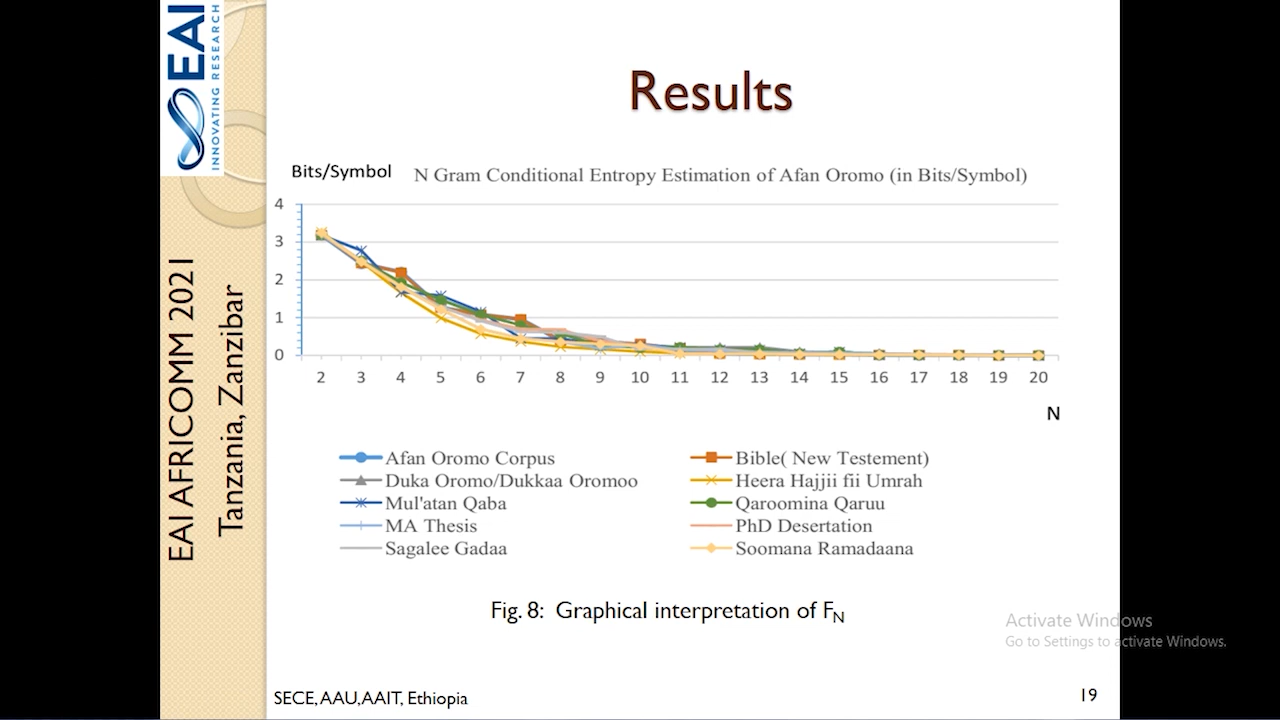 EAI
INNOVATING RESEARCH
EAI AFRICOMM 2021
Tanzania, Zanzibar
Results
Bits/Symbol
N Gram Conditional Entropy Estimation of Afan Oromo (in Bits/Symbol)
4
3
2
1
0
2 3 4 5 6 7 8 9 10 11 12 13 14 15 16 17 18 19 20
N
Afan Oromo Corpus
Bible( New Testement)
Duka Oromo/Dukkaa Oromoo
Heera Hajjii fii Umrah
Mul'atan Qaba
Qaroomina Qaruu
MA Thesis
PhD Desertation
Sagalee Gadaa
Soomana Ramadaana
Fig. 8: Graphical interpretation of FN
Activate Windows
Go to Settings to activate Windows.
SECE, AAU,AAIT, Ethiopia
19